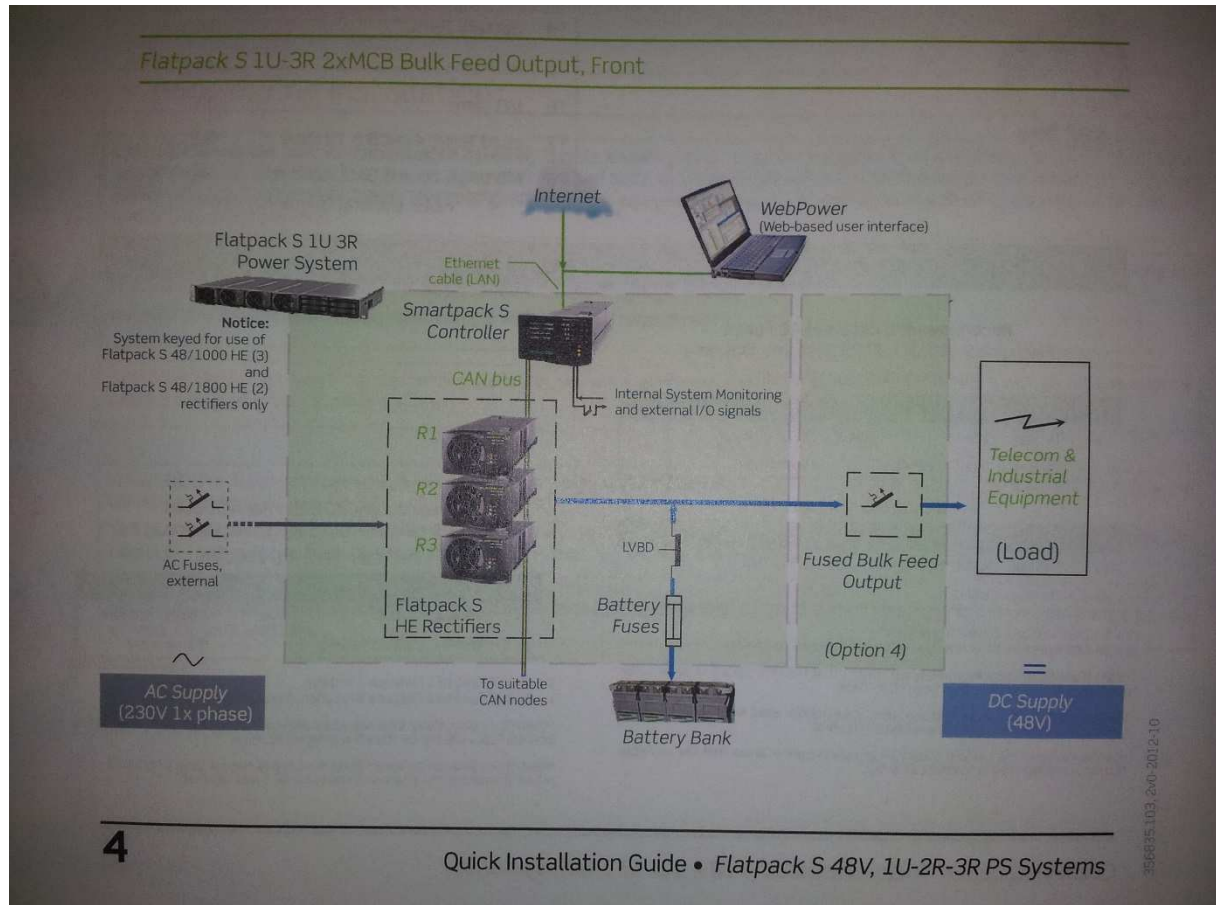 Flatpack S 1U-3R 2xMCB Bulk Feed Output, Front
Internet
WebPower
(Web-based user interface)
Flatpack S 1U 3R
Power System
Ethernet
cable (LAN)
Notice:
System keyed for use of
Flatpack S 48/1000 HE (3)
and
Flatpack S 48/1800 HE (2)
rectifiers only
Smartpack S
Controller
CAN bus
Internal System Monitoring
and external I/O signals
R1
R2
R3
Telecom &
Industrial
Equipment
(Load)
AC Fuses,
external
LVBD
Fused Bulk Feed
Output
Flatpack S
HE Rectifiers
Battery
Fuses
(Option 4)
AC Supply
(230V 1x phase)
To suitable
CAN nodes
Battery Bank
DC Supply
(48V)
356835.103, 2v0-2012-10
4
Quick Installation Guide • Flatpack S 48V, 1U-2R-3R PS Systems